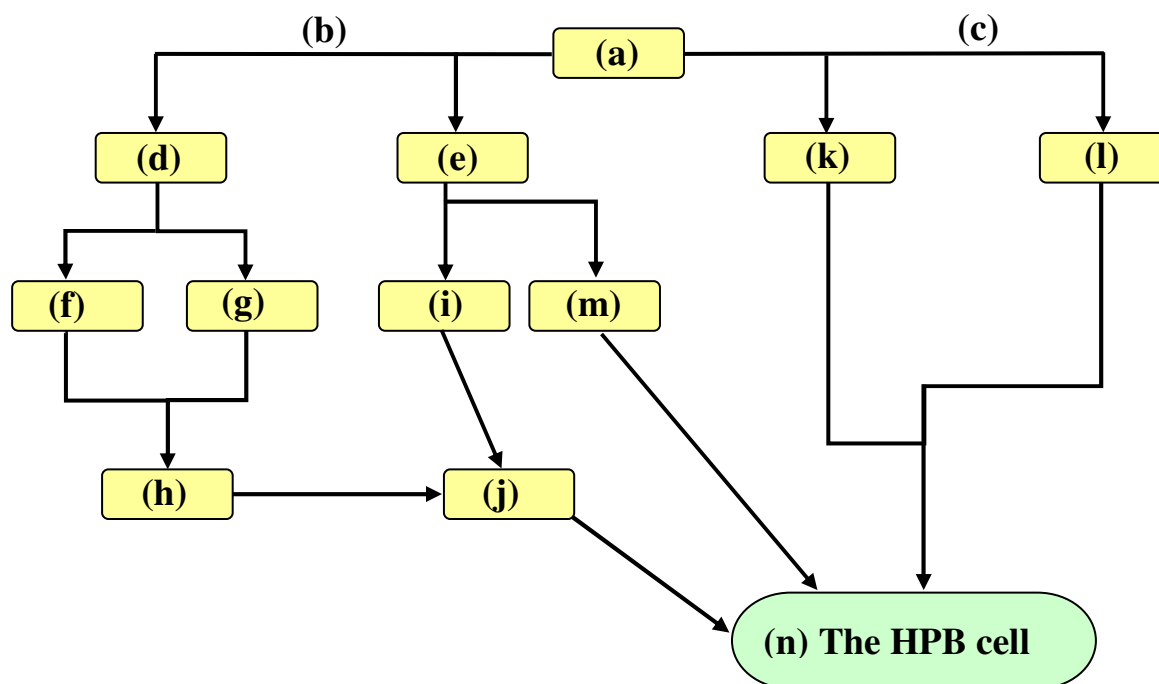 (b)
(a)
(c)
(d)
(e)
(k)
(l)
(f)
(g)
(i)
(m)
(h)
(j)
(n) The HPB cell